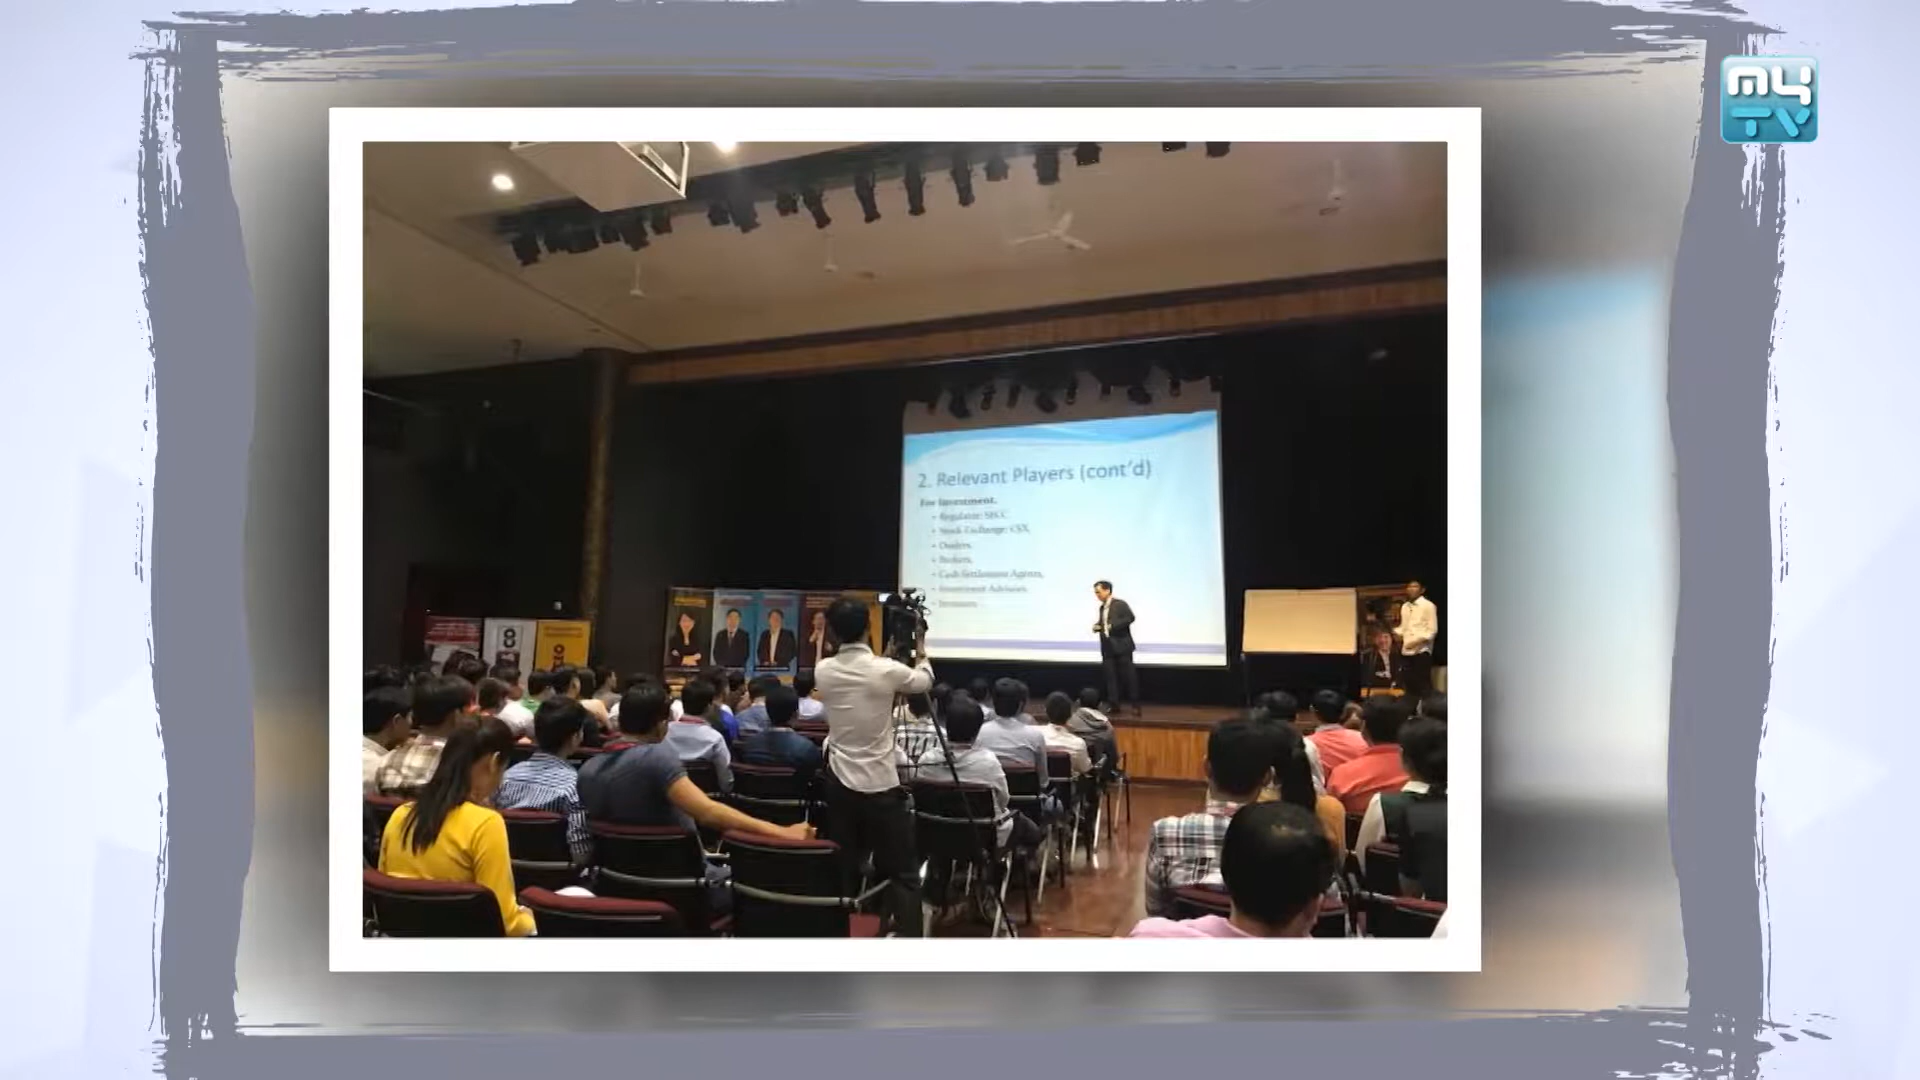 MY
TV
2. Relevant Players (cont'd)
For Investment,
• Regulator: SECC
• Stock Exchange: CSX,
• Dealers,
• Brokers,
• Cash Settlement Agents,
• Investment Advisors,
• Investors